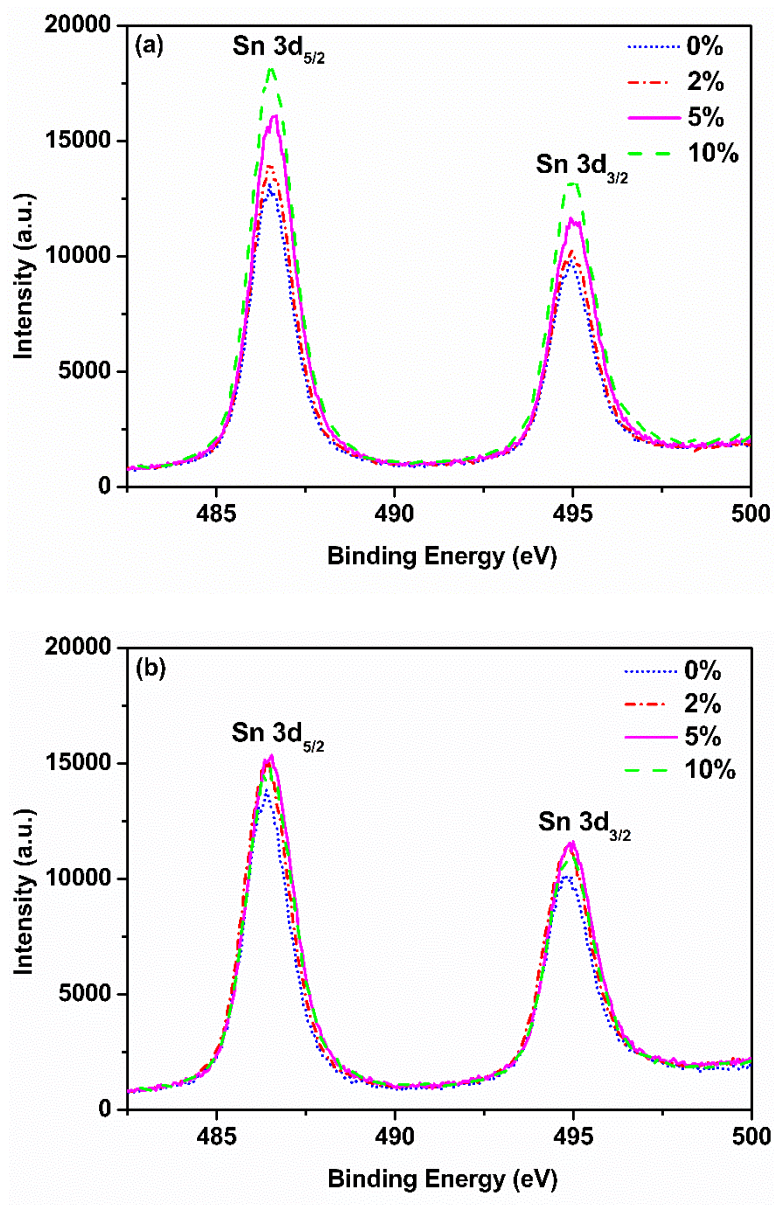 20000
(a)
Sn 3d5/2
0%
2%
5%
10%
15000
Sn 3d3/2
10000
5000
0
Intensity (a.u.)
485
490
495
500
Binding Energy (eV)
20000
(b)
0%
2%
5%
10%
Sn 3d5/2
15000
Sn 3d3/2
10000
5000
0
Intensity (a.u.)
485
490
495
500
Binding Energy (eV)